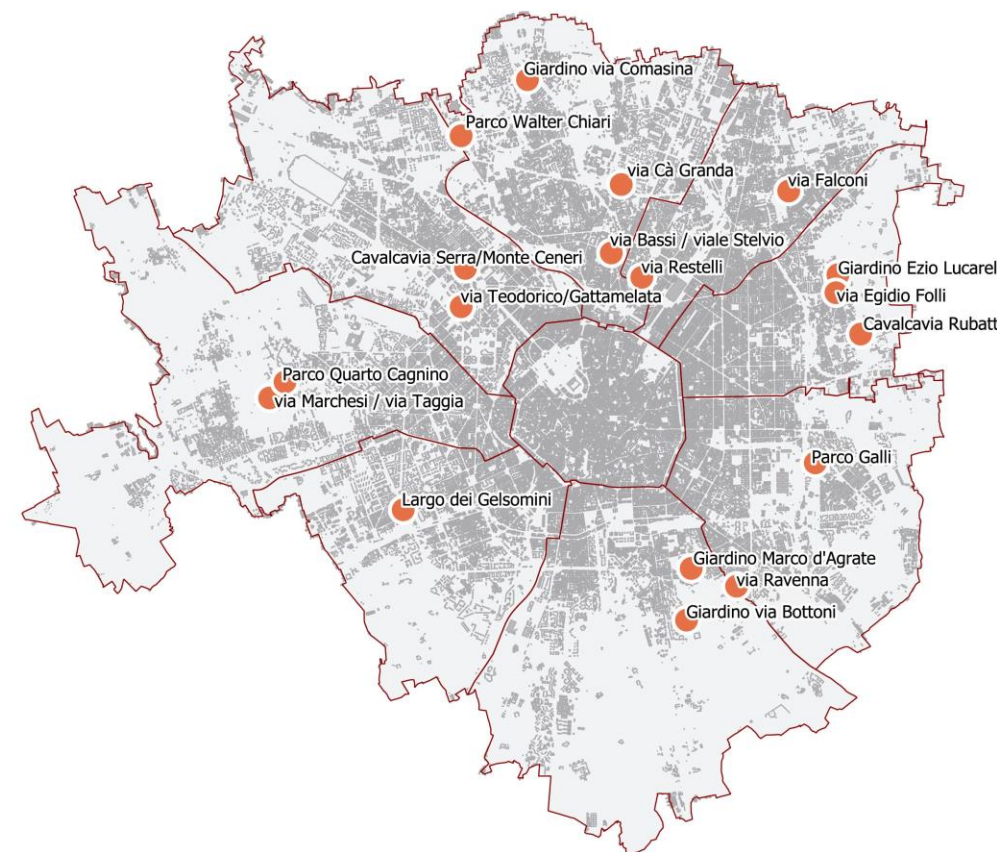 Giardino via Comasina
Parco Walter Chiari
via Cà Granda
via Falconi
via Bassi / viale Stelvio
Cavalcavia Serra/Monte Ceneri
via Restelli
Giardino Ezio Lucarel
via Teodorico/Gattamelata
via Egidio Folli
Cavalcavia Rubatt
Parco Quarto Cagnino
via Marchesi / via Taggia
Parco Galli
Largo dei Gelsomini
Giardino Marco d'Agrate
via Ravenna
Giardino via Bottoni